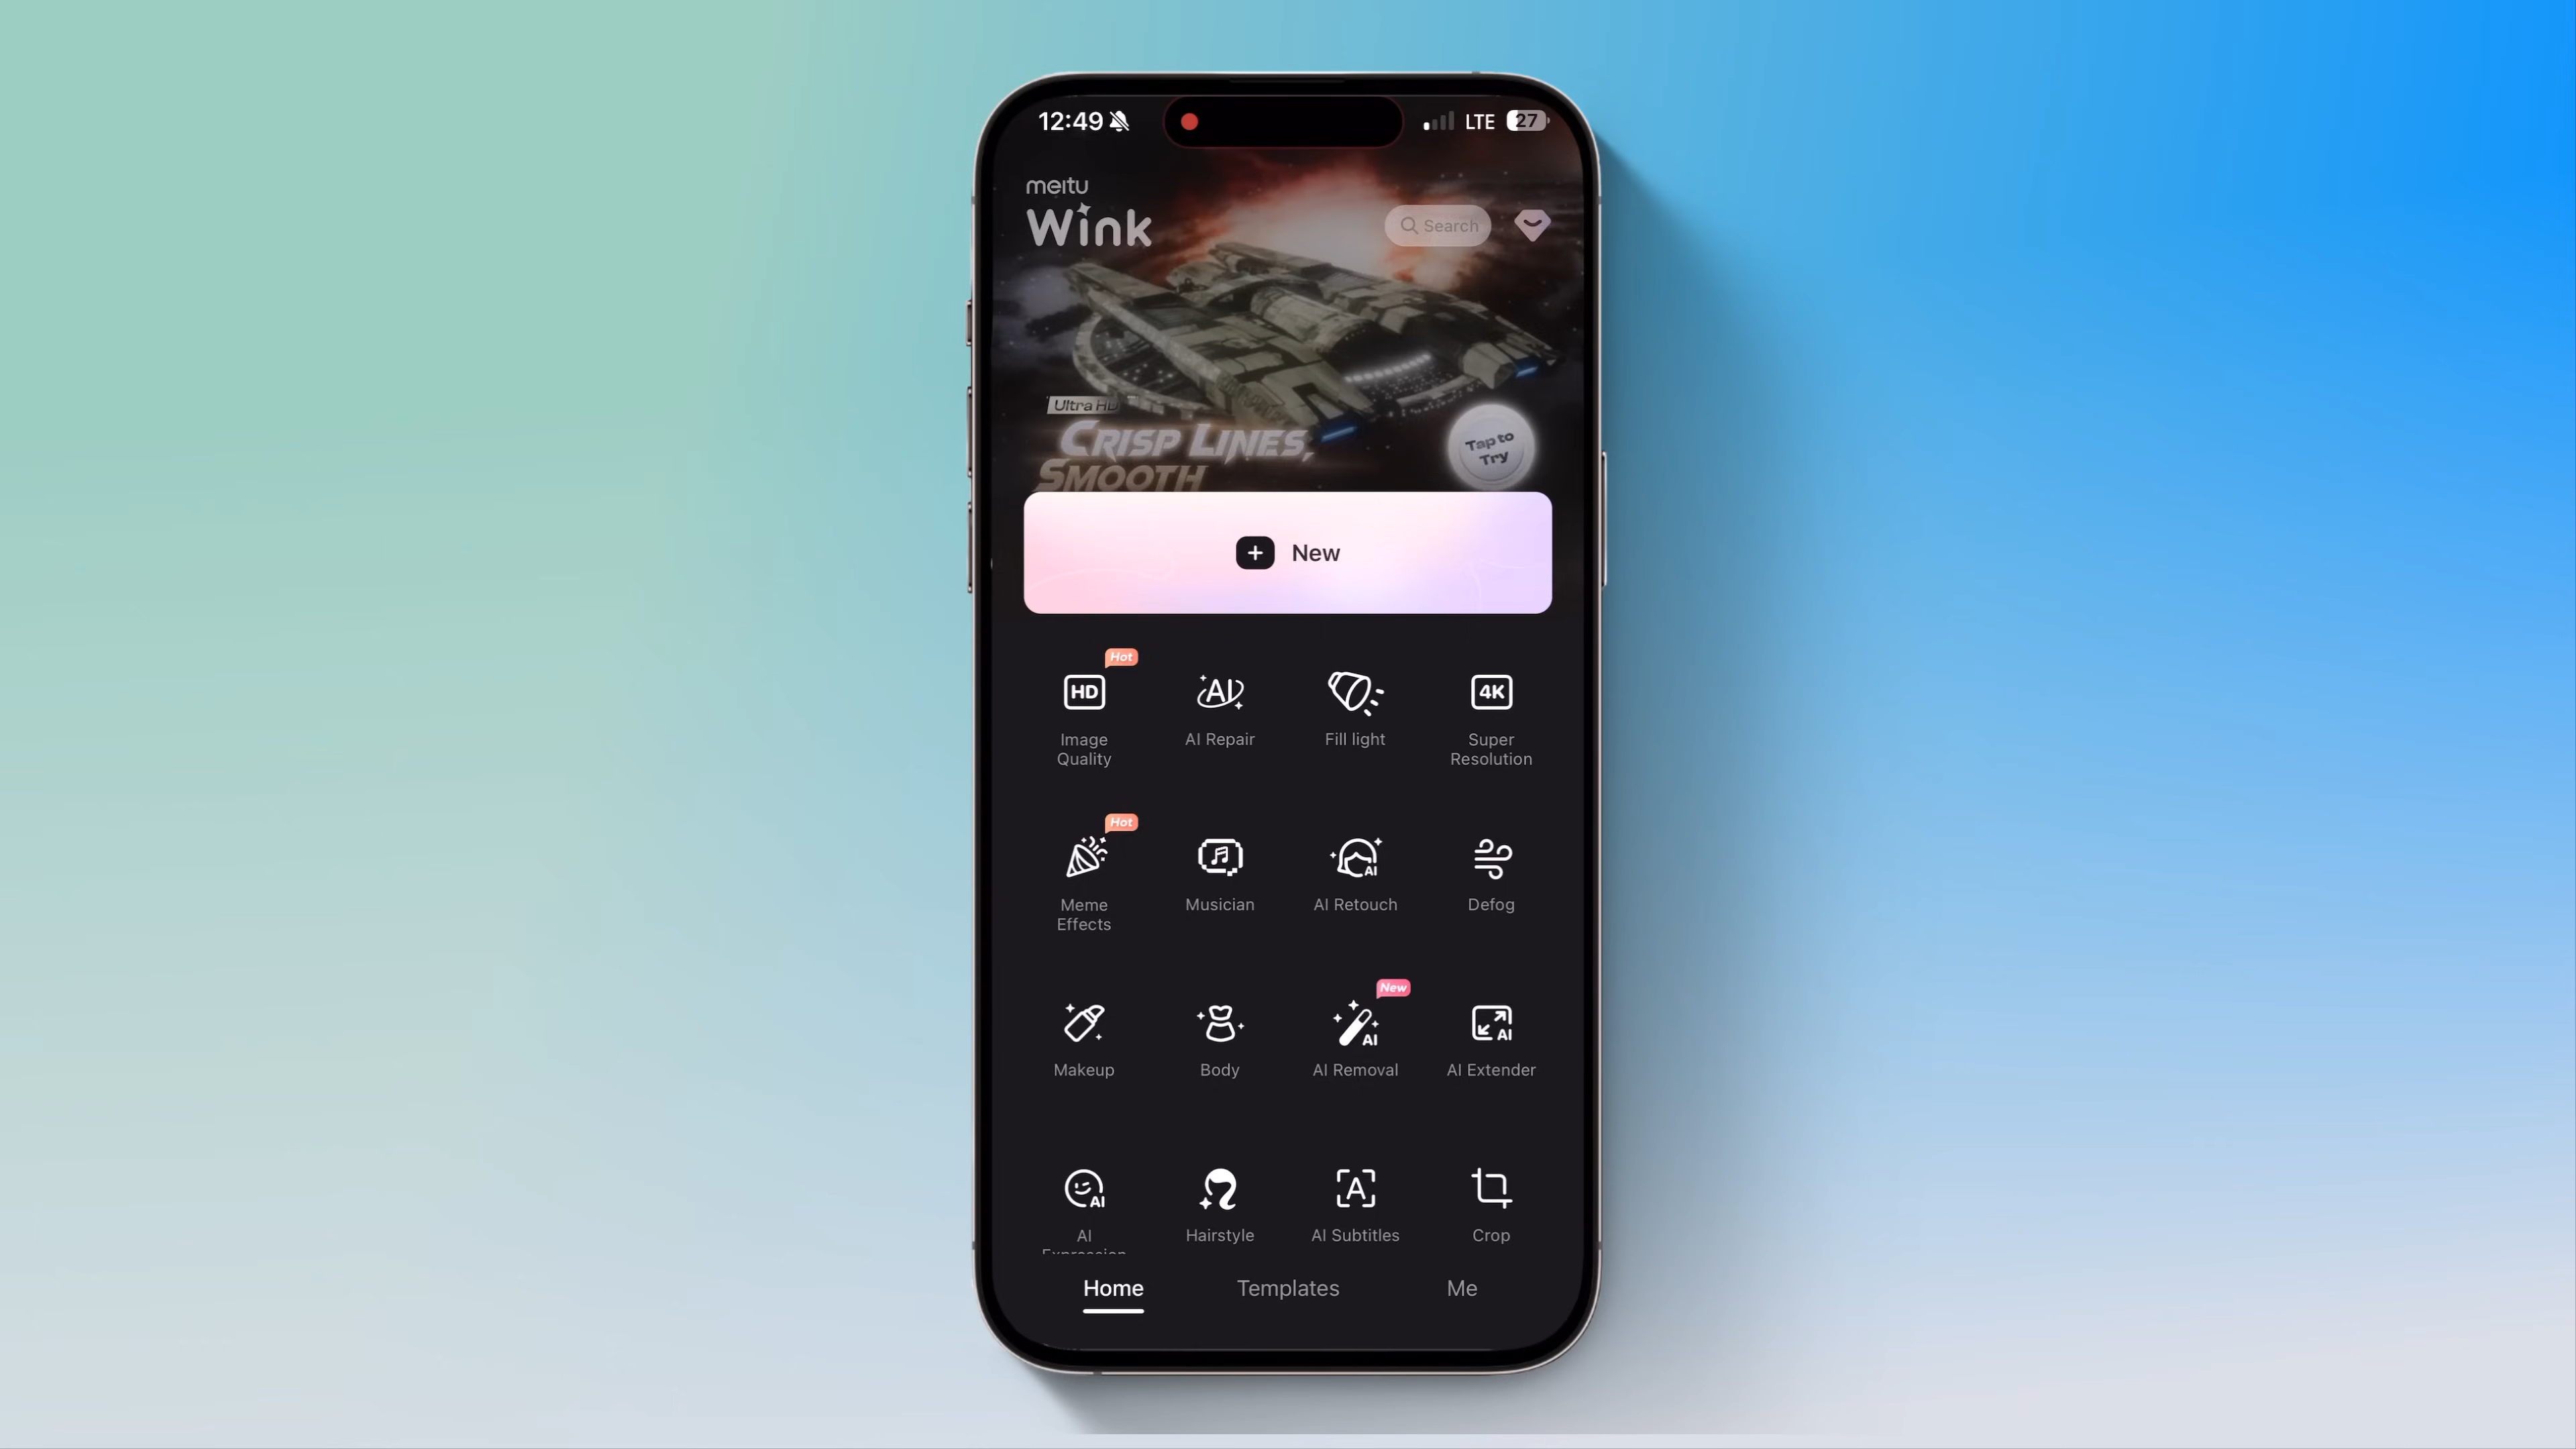 12:49
LTE 27
meitu
Wink
Search
Ultra HD
CRISP LINES,
SMOOTH
Tap to
Try
New
Hot
HD
AI
4K
Image
Quality
AI Repair
Fill light
Super
Resolution
Hot
AI
Meme
Effects
Musician
AI Retouch
Defog
New
AI
AI
Makeup
Body
AI Removal
AI Extender
AI
A
AI
Expression
Hairstyle
AI Subtitles
Crop
Home
Templates
Me